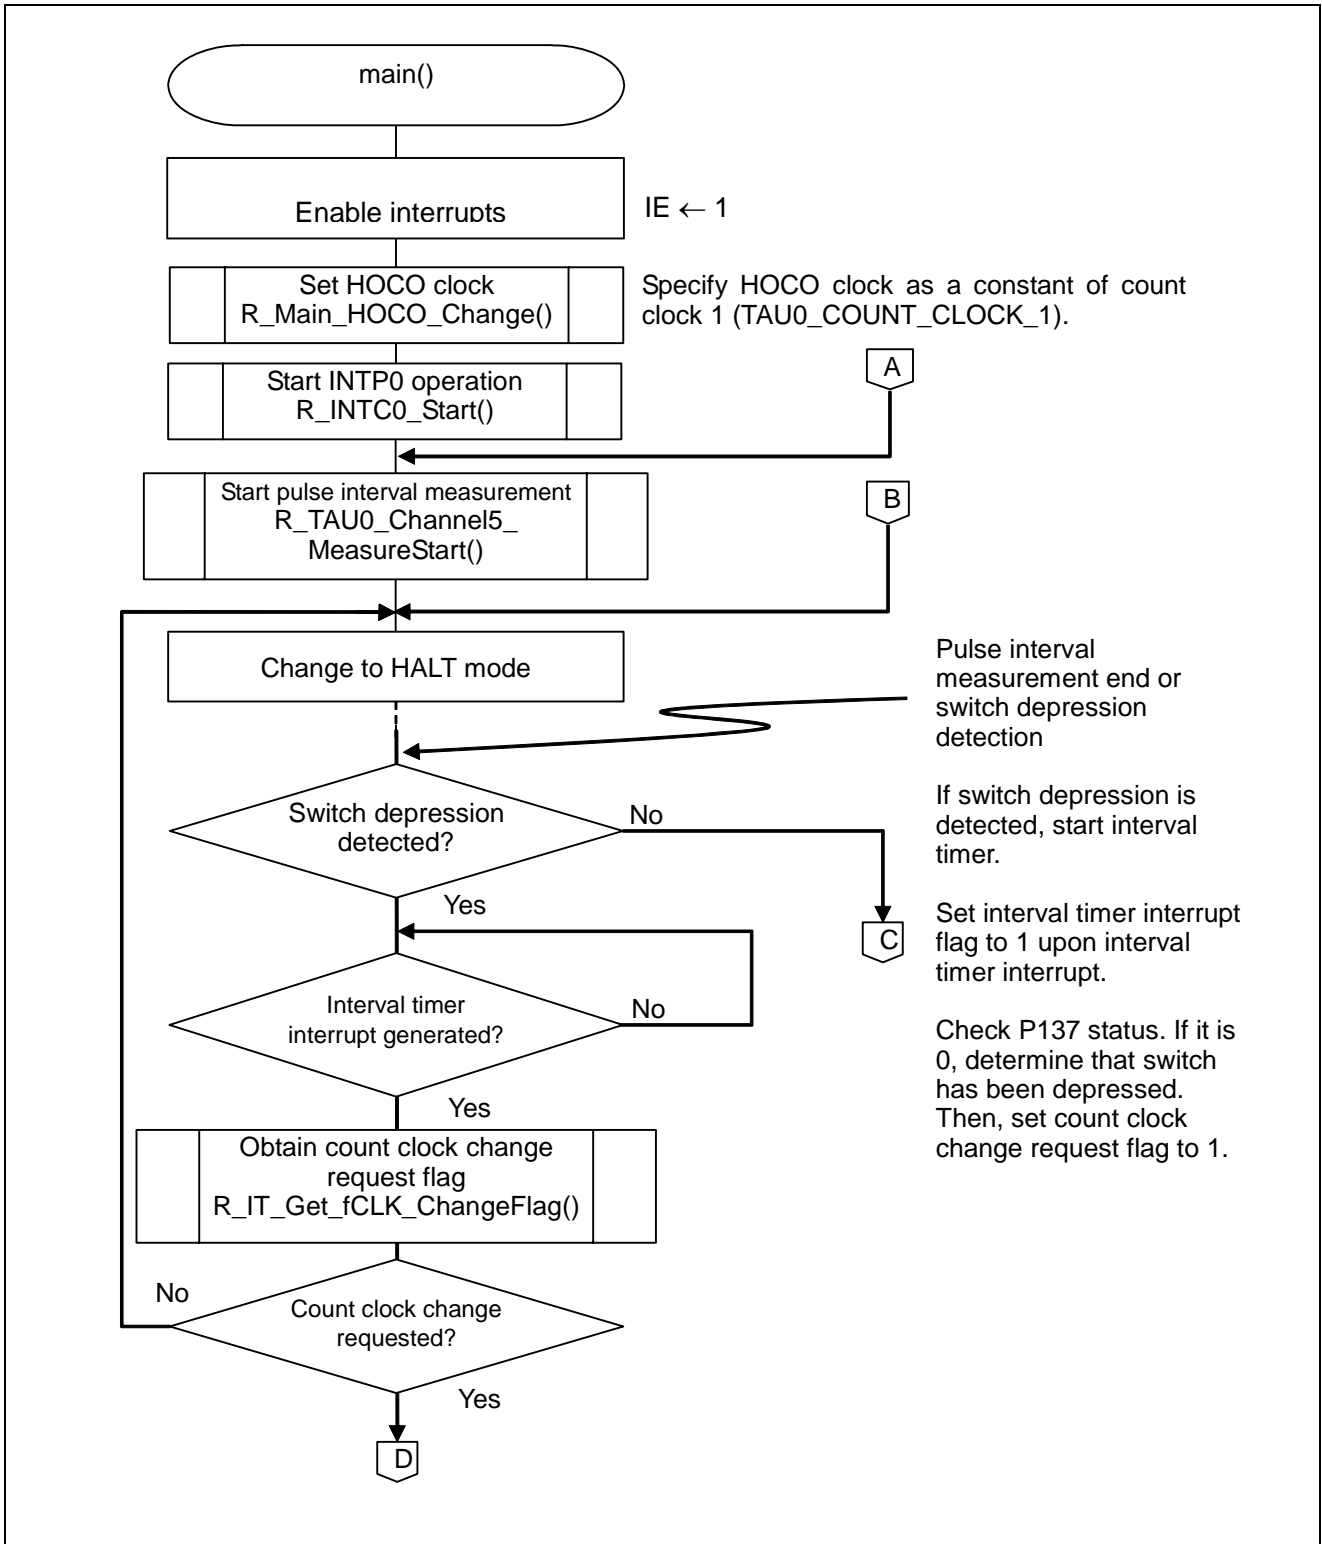 main()
Enable interrupts
IE ← 1
Set HOCO clock
R_Main_HOCO_Change()
Specify HOCO clock as a constant of count
clock 1 (TAU0_COUNT_CLOCK_1).
Start INTP0 operation
R_INTC0_Start()
A
Start pulse interval measurement
R_TAU0_Channel5_
MeasureStart()
B
Change to HALT mode
Pulse interval
measurement end or
switch depression
detection
Switch depression
detected?
No
If switch depression is
detected, start interval
timer.
Yes
C
Set interval timer interrupt
flag to 1 upon interval
timer interrupt.
Interval timer
interrupt generated?
No
Check P137 status. If it is
0, determine that switch
has been depressed.
Then, set count clock
change request flag to 1.
Yes
Obtain count clock change
request flag
R_IT_Get_fCLK_ChangeFlag()
No
Count clock change
requested?
Yes
D